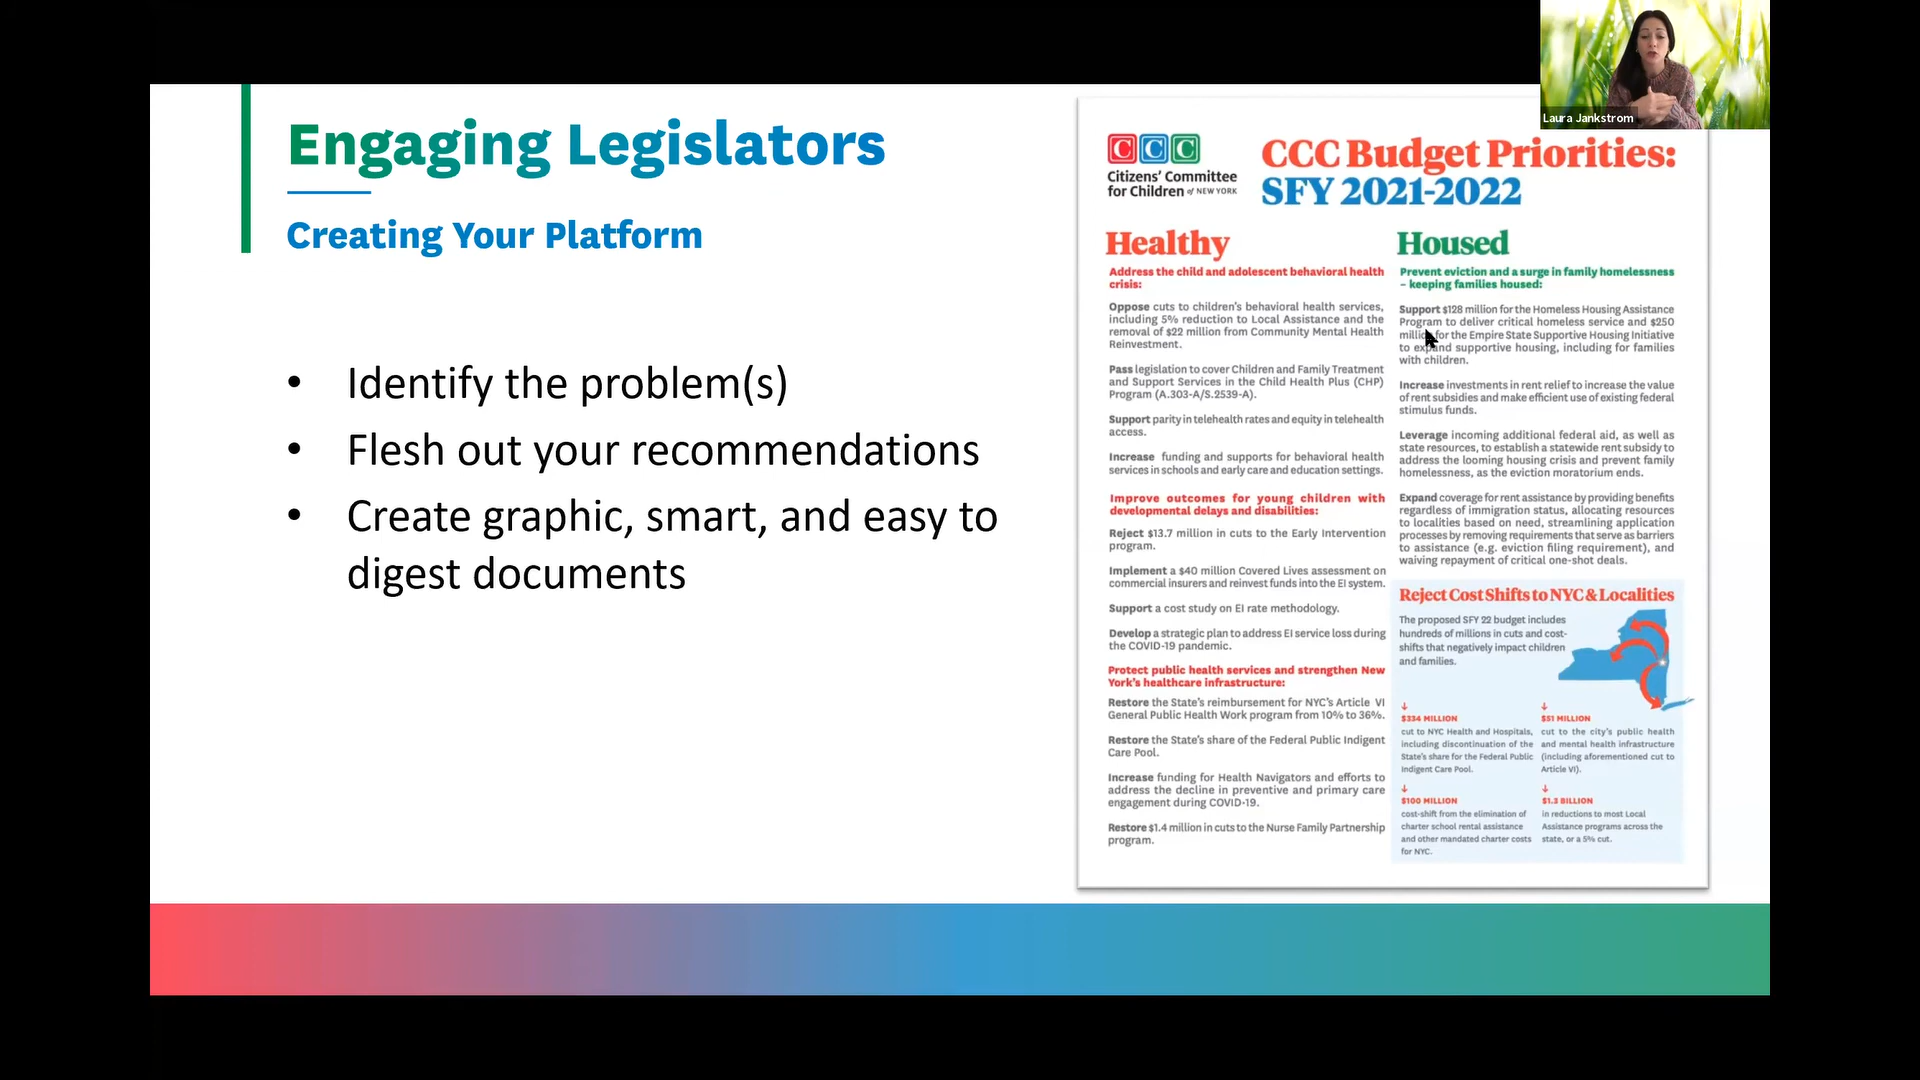 Laura Jankstrom
Engaging Legislators
Creating Your Platform
• Identify the problem(s)
• Flesh out your recommendations
• Create graphic, smart, and easy to
digest documents
CCC
Citizens' Committee
for Children of NEW YORK
CCC Budget Priorities:
SFY 2021-2022
Healthy
Address the child and adolescent behavioral health
crisis:
Oppose cuts to children's behavioral health services,
including 5% reduction to Local Assistance and the
removal of $22 million from Community Mental Health
Reinvestment.
Pass legislation to cover Children and Family Treatment
and Support Services in the Child Health Plus (CHP)
Program (A.303-A/S.2539-A).
Support parity in telehealth rates and equity in telehealth
access.
Increase funding and supports for behavioral health
services in schools and early care and education settings.
Improve outcomes for young children with
developmental delays and disabilities:
Reject $13.7 million in cuts to the Early Intervention
program.
Implement a $40 million Covered Lives assessment on
commercial insurers and reinvest funds into the EI system.
Support a cost study on EI rate methodology.
Develop a strategic plan to address EI service loss during
the COVID-19 pandemic.
Protect public health services and strengthen New
York's healthcare infrastructure:
Restore the State's reimbursement for NYC's Article VI
General Public Health Work program from 10% to 36%.
Restore the State's share of the Federal Public Indigent
Care Pool.
Increase funding for Health Navigators and efforts to
address the decline in preventive and primary care
engagement during COVID-19.
Restore $1.4 million in cuts to the Nurse Family Partnership
program.
Housed
Prevent eviction and a surge in family homelessness
– keeping families housed:
Support $128 million for the Homeless Housing Assistance
Program to deliver critical homeless service and $250
million for the Empire State Supportive Housing Initiative
to expand supportive housing, including for families
with children.
Increase investments in rent relief to increase the value
of rent subsidies and make efficient use of existing federal
stimulus funds.
Leverage incoming additional federal aid, as well as
state resources, to establish a statewide rent subsidy to
address the looming housing crisis and prevent family
homelessness, as the eviction moratorium ends.
Expand coverage for rent assistance by providing benefits
regardless of immigration status, allocating resources
to localities based on need, streamlining application
processes by removing requirements that serve as barriers
to assistance (e.g. eviction filing requirement), and
waiving repayment of critical one-shot deals.
Reject Cost Shifts to NYC & Localities
The proposed SFY 22 budget includes
hundreds of millions in cuts and cost-
shifts that negatively impact children
and families.
↓
$334 MILLION
cut to NYC Health and Hospitals,
including discontinuation of the
State's share for the Federal Public
Indigent Care Pool.
↓
$51 MILLION
cut to the city's public health
and mental health infrastructure
(including aforementioned cut to
Article VI).
↓
$100 MILLION
cost-shift from the elimination of
charter school rental assistance
and other mandated charter costs
for NYC.
↓
$1.3 BILLION
in reductions to most Local
Assistance programs across the
state, or a 5% cut.